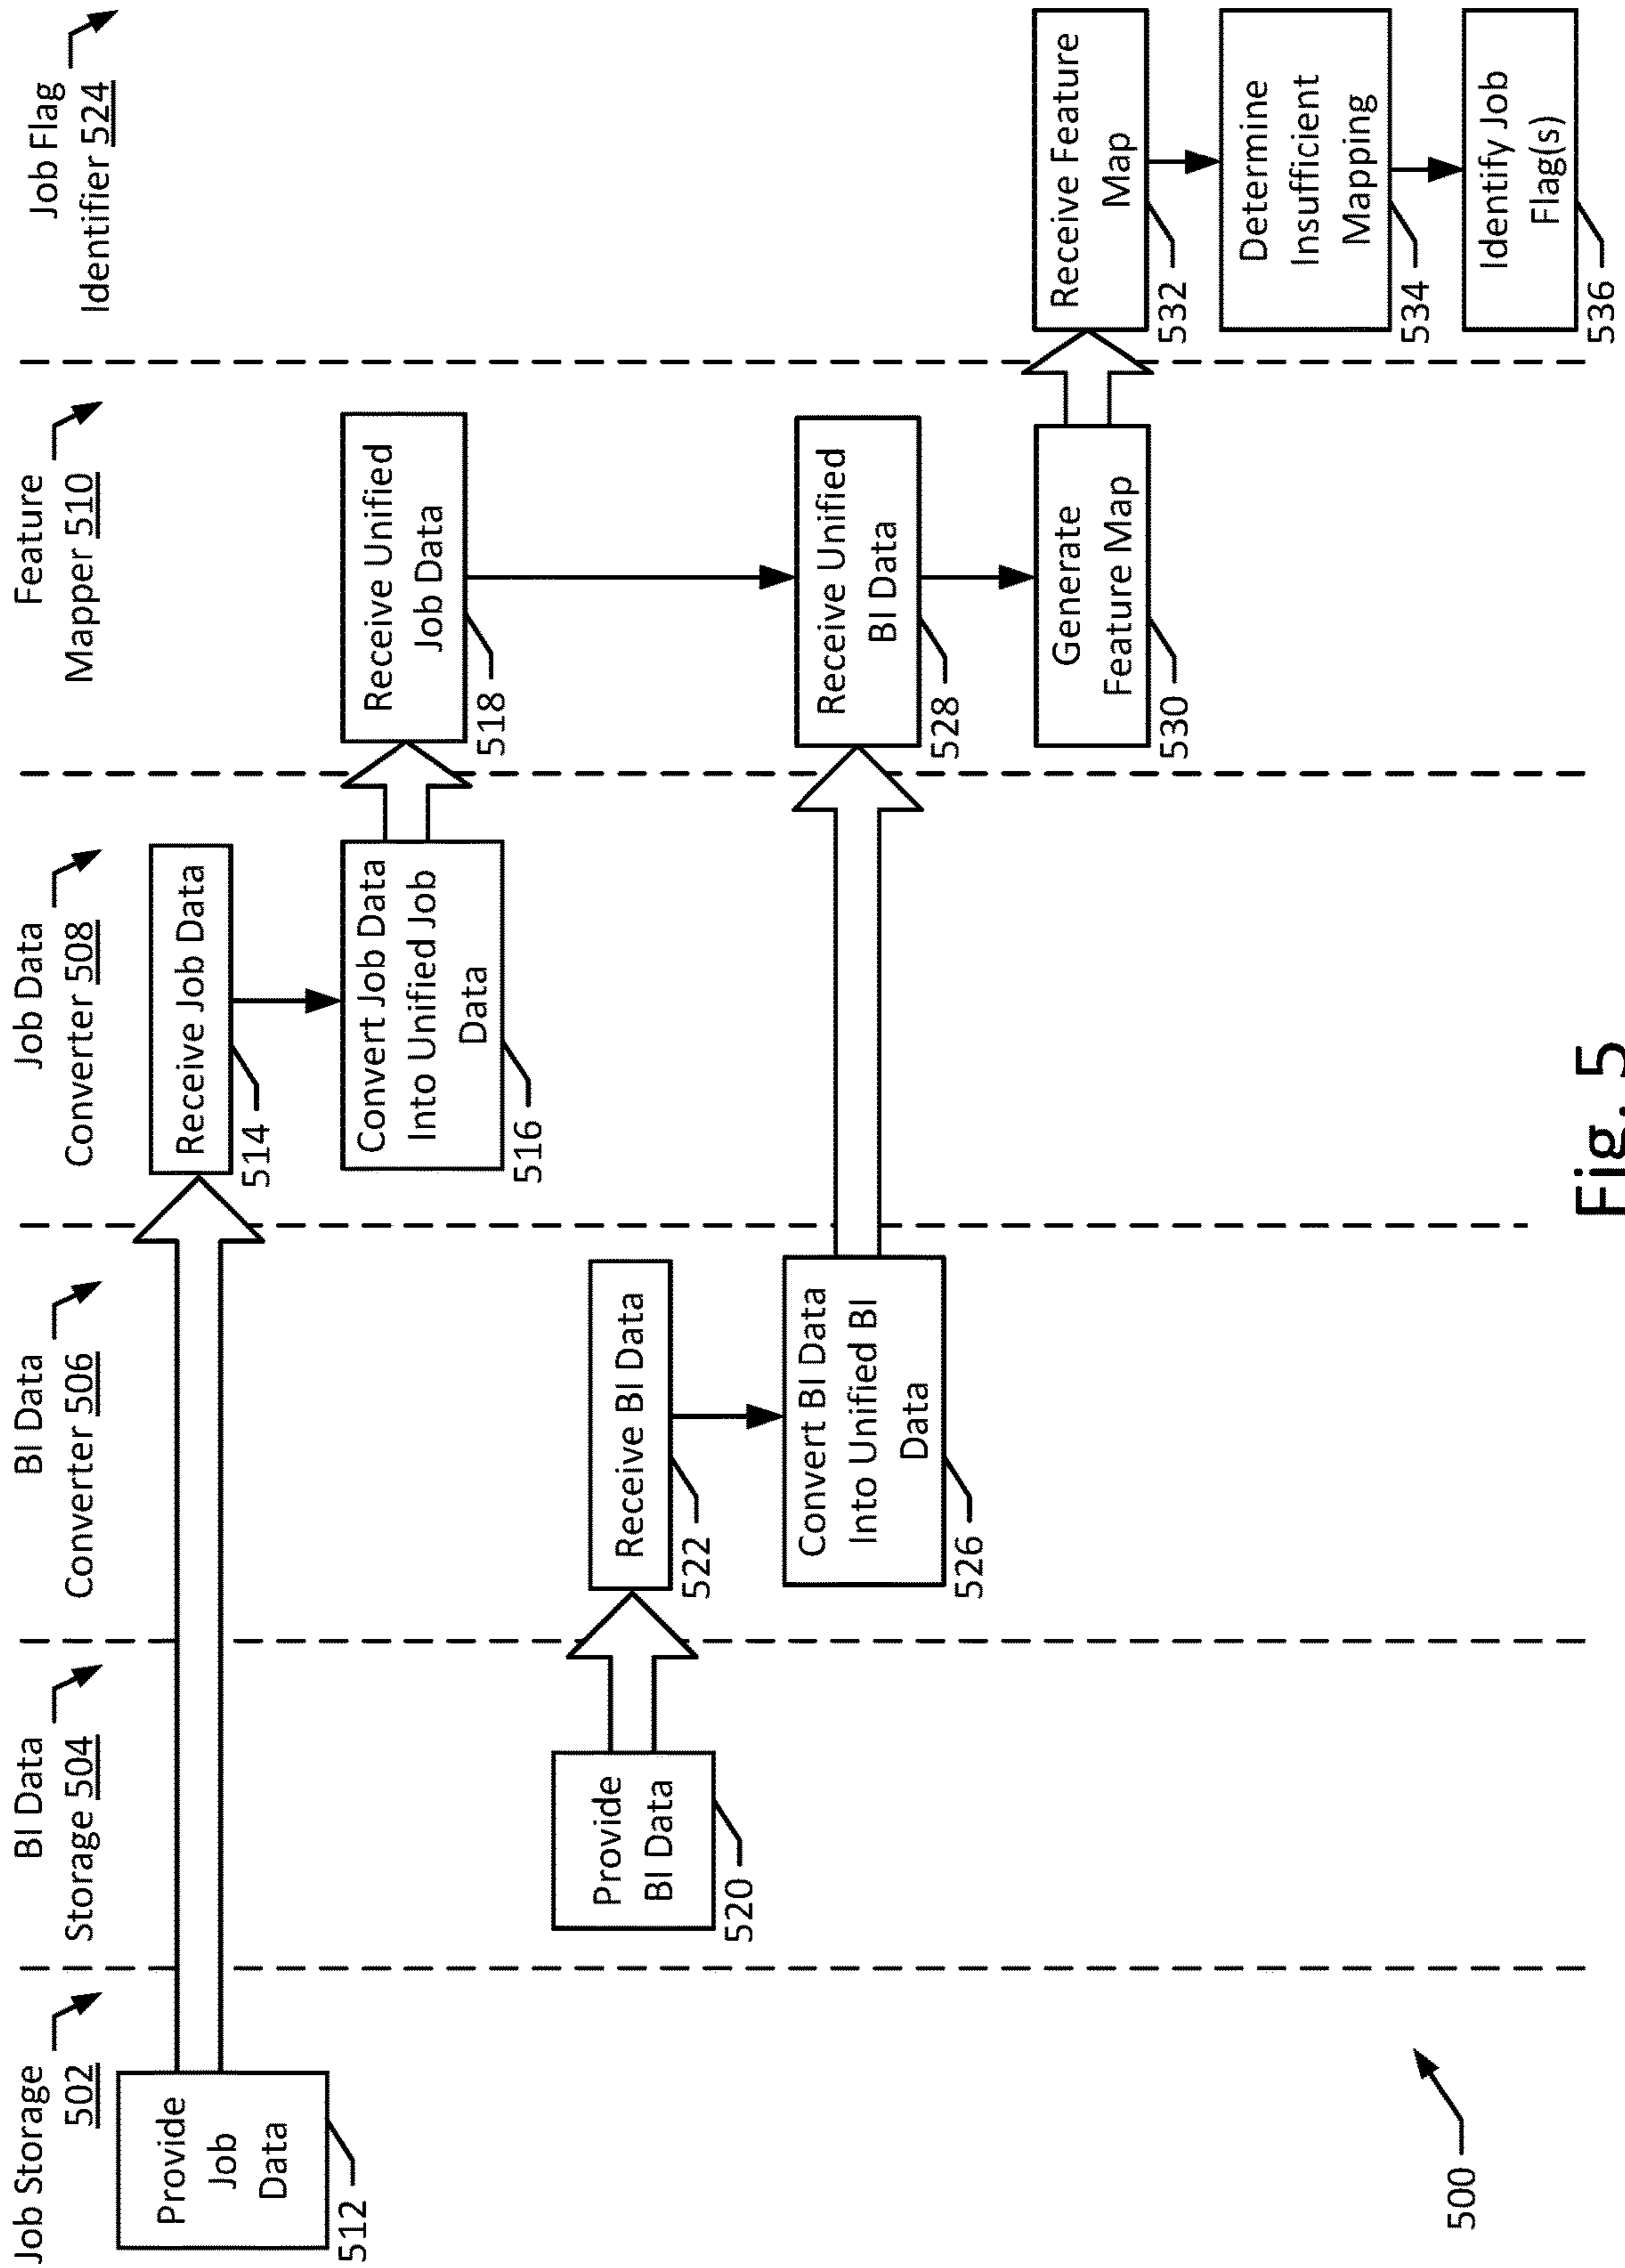 Job Storage
502
BI Data
Storage 504
BI Data
Converter 506
Job Data
Converter 508
Feature
Mapper 510
Job Flag
Identifier 524
Provide
Job
Data
512
Receive Job Data
514
Convert Job Data
Into Unified Job
Data
516
Receive Unified
Job Data
518
Provide
BI Data
520
Receive BI Data
522
Convert BI Data
Into Unified BI
Data
526
Receive Unified
BI Data
528
Generate
Feature Map
530
Receive Feature
Map
532
Determine
Insufficient
Mapping
534
Identify Job
Flag(s)
536
500
Fig. 5